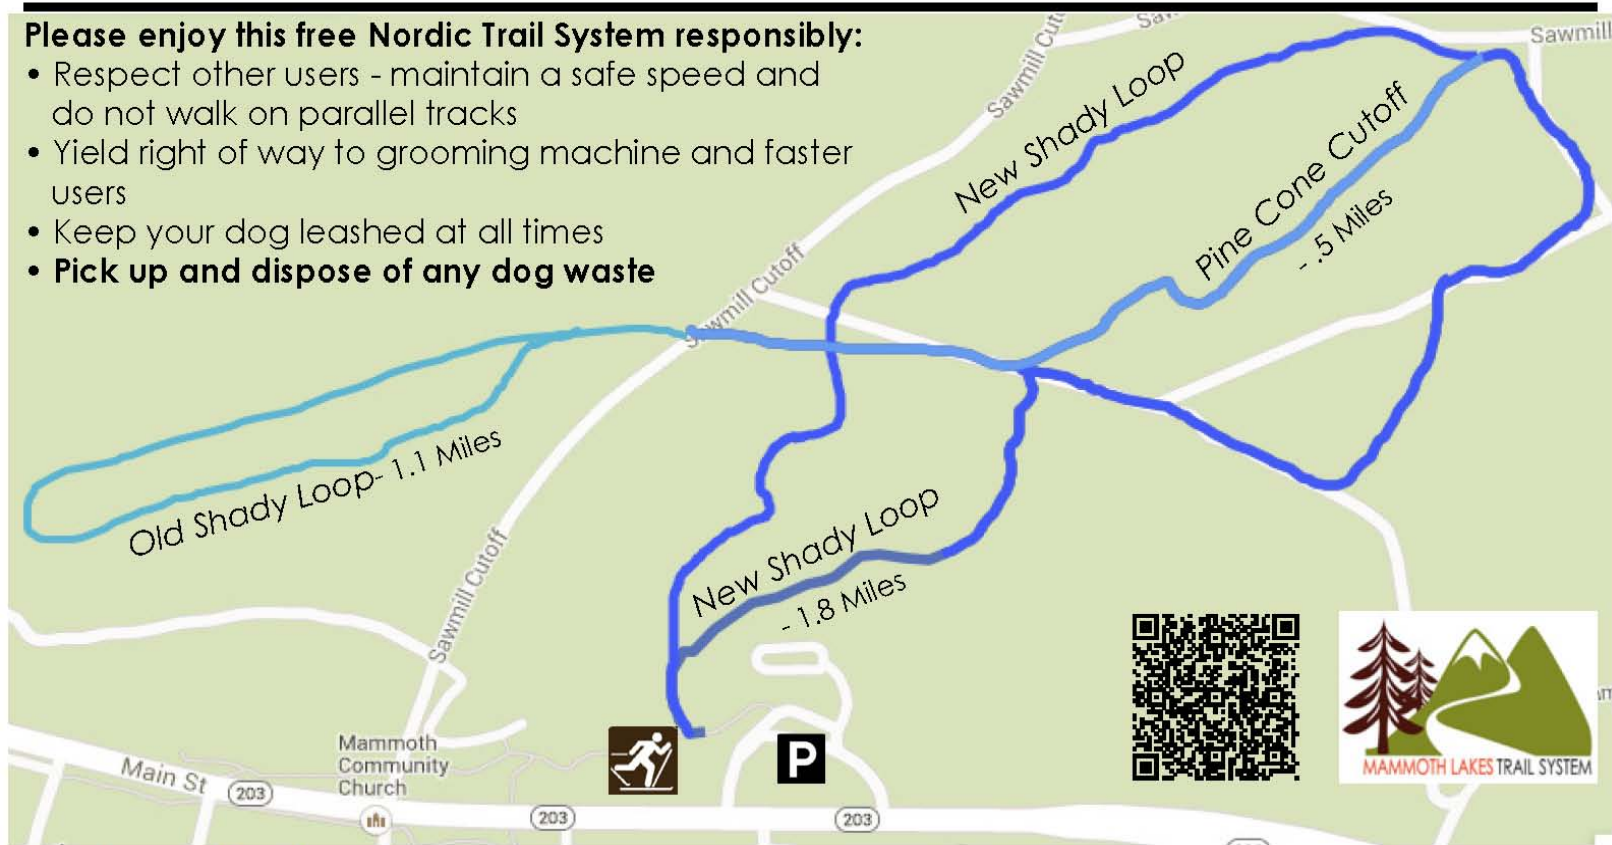 Please enjoy this free Nordic Trail System responsibly:
• Respect other users - maintain a safe speed and
do not walk on parallel tracks
• Yield right of way to grooming machine and faster
users
• Keep your dog leashed at all times
• Pick up and dispose of any dog waste
Sawmill Cutoff
Sawmill
New Shady Loop
Pine Cone Cutoff
- .5 Miles
Sawmill Cutoff
Old Shady Loop- 1.1 Miles
New Shady Loop
- 1.8 Miles
Sawmill Cutoff
Mammoth
Community
Church
Main St
203
203
203
P
MAMMOTH LAKES TRAIL SYSTEM